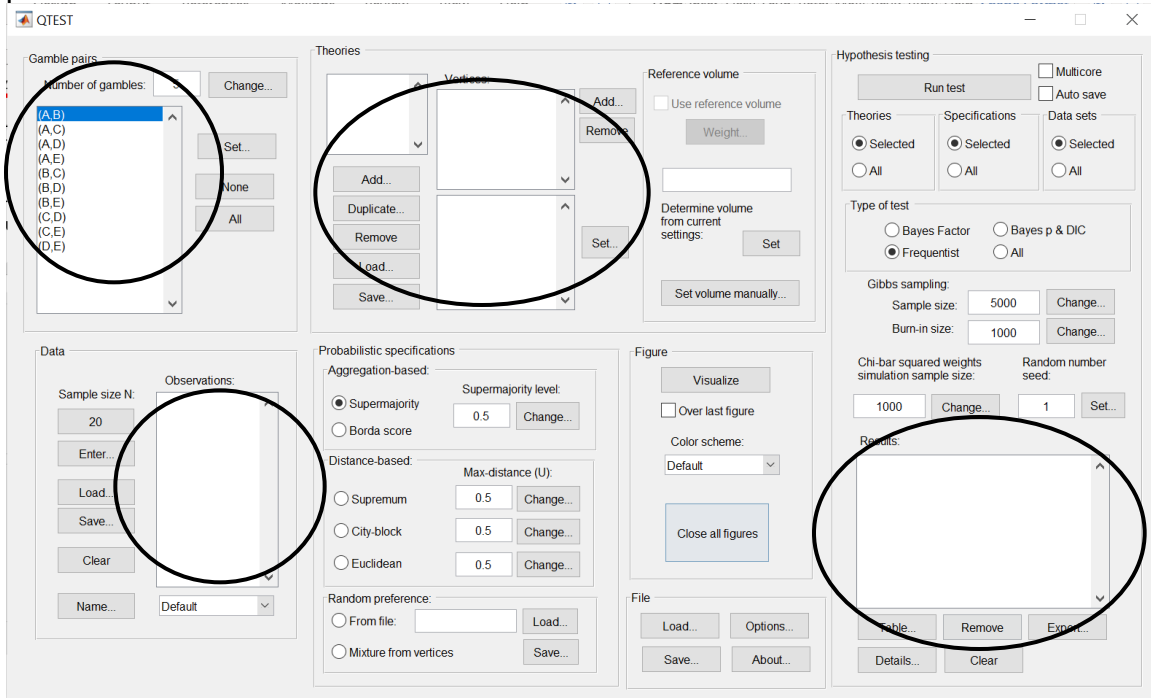 QTEST
Gamble pairs
Number of gambles: 5 Change...
(A,B)
(A,C)
(A,D)
(A,E)
(B,C)
(B,D)
(B,E)
(C,D)
(C,E)
(D,E)
Set...
None
All
Theories
Vertices:
Add...
Remove
Add...
Duplicate...
Remove
Load...
Save...
Set...
Reference volume
Use reference volume
Weight...
Determine volume
from current
settings:
Set
Set volume manually...
Hypothesis testing
Run test
Multicore
Auto save
Theories
Selected
All
Specifications
Selected
All
Data sets
Selected
All
Type of test
Bayes Factor Bayes p & DIC
Frequentist All
Gibbs sampling:
Sample size: 5000 Change...
Burn-in size: 1000 Change...
Chi-bar squared weights
simulation sample size:
1000 Change...
Random number
seed:
1 Set...
Results:
Table... Remove Export...
Details... Clear
Data
Sample size N:
20
Enter...
Load...
Save...
Clear
Name...
Observations:
Default
Probabilistic specifications
Aggregation-based:
Supermajority
Borda score
Supermajority level:
0.5 Change...
Distance-based:
Max-distance (U):
Supremum 0.5 Change...
City-block 0.5 Change...
Euclidean 0.5 Change...
Random preference:
From file: Load...
Mixture from vertices Save...
Figure
Visualize
Over last figure
Color scheme:
Default
Close all figures
File
Load... Options...
Save... About...